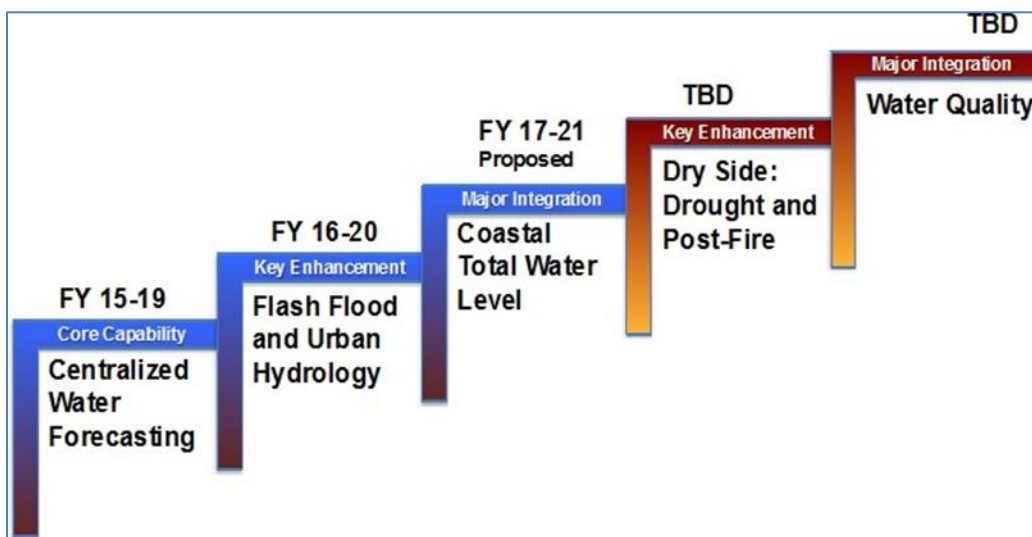 FY 15-19
Core Capability
Centralized
Water
Forecasting
FY 16-20
Key Enhancement
Flash Flood
and Urban
Hydrology
FY 17-21
Proposed
Major Integration
Coastal
Total Water
Level
TBD
Key Enhancement
Dry Side:
Drought and
Post-Fire
TBD
Major Integration
Water Quality